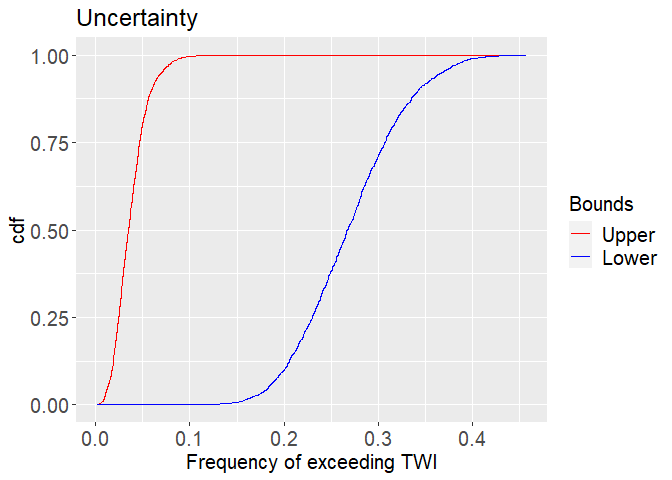 Uncertainty
1.00
0.75
0.50
0.25
0.00
cdf
0.0 0.1 0.2 0.3 0.4
Frequency of exceeding TWI
Bounds
Upper
Lower